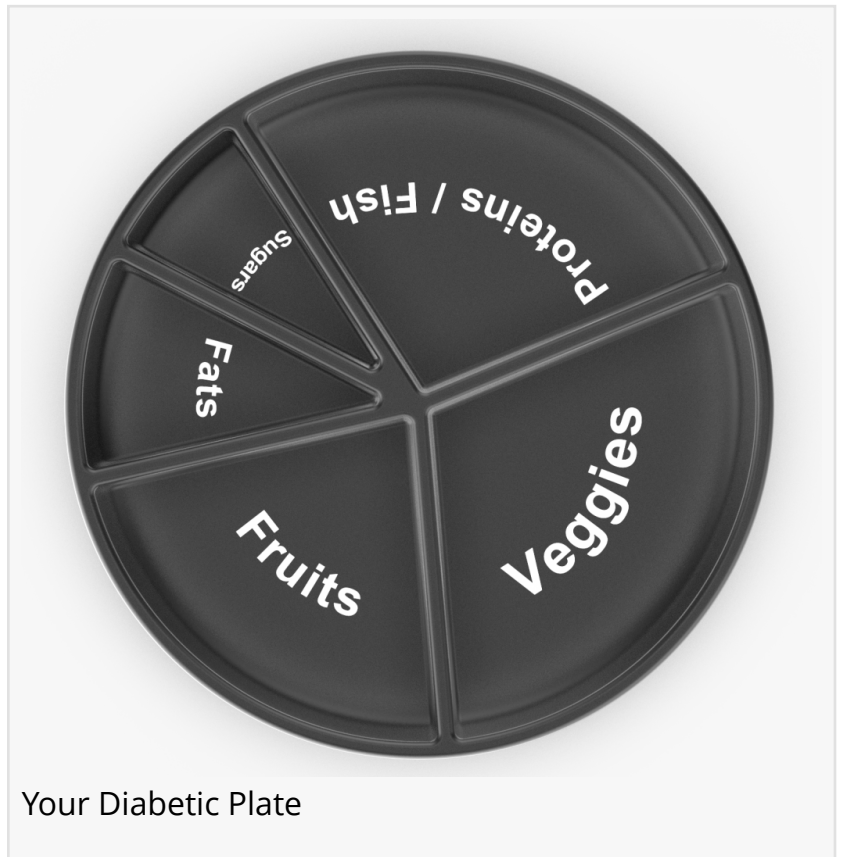 Proteins / Fish
Sugars
Fats
Veggies
Fruits
Your Diabetic Plate